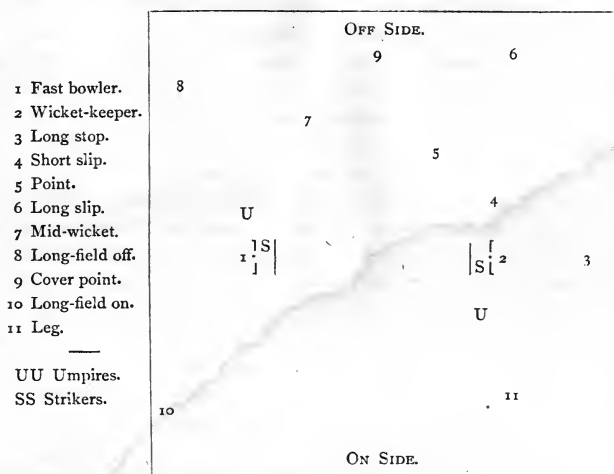 1 Fast bowler.
2 Wicket-keeper.
3 Long stop.
4 Short slip.
5 Point.
6 Long slip.
7 Mid-wicket.
8 Long-field off.
9 Cover point.
10 Long-field on.
11 Leg.
UU Umpires.
SS Strikers.
OFF SIDE.
9 6
8
7
5
4
U
1 S S 2 3
U
11
10
ON SIDE.